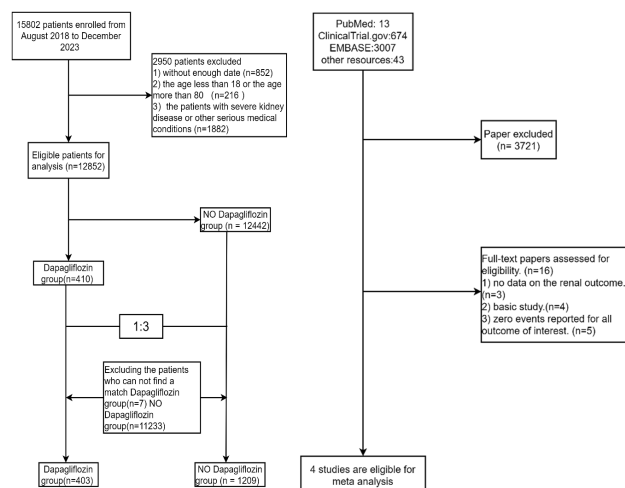 15802 patients enrolled from
August 2018 to December
2023
2950 patients excluded
1) without enough date (n=852)
2) the age less than 18 or the age
more than 80 (n=216 )
3) the patients with severe kidney
disease or other serious medical
conditions (n=1882)
Eligible patients for
analysis (n=12852)
NO Dapagliflozin
group (n = 12442)
Dapagliflozin
group(n=410)
1:3
Excluding the patients
who can not find a
match Dapagliflozin
group(n=7) NO
Dapagliflozin
group(n=11233)
Dapagliflozin
group(n=403)
NO Dapagliflozin
group(n = 1209)
PubMed: 13
ClinicalTrial.gov:674
EMBASE:3007
other resources:43
Paper excluded
(n= 3721)
Full-text papers assessed for
eligibility. (n=16)
1) no data on the renal outcome.
(n=3)
2) basic study.(n=4)
3) zero events reported for all
outcome of interest. (n=5)
4 studies are eligible for
meta analysis